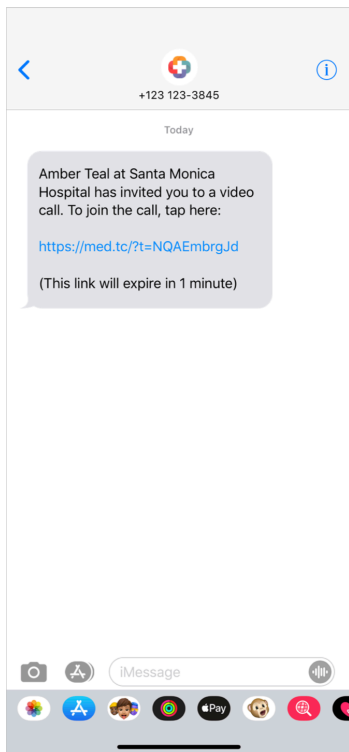 +123 123-3845
Today
Amber Teal at Santa Monica
Hospital has invited you to a video
call. To join the call, tap here:
https://med.tc/?t=NQAEmbrgJd
(This link will expire in 1 minute)
iMessage
Pay